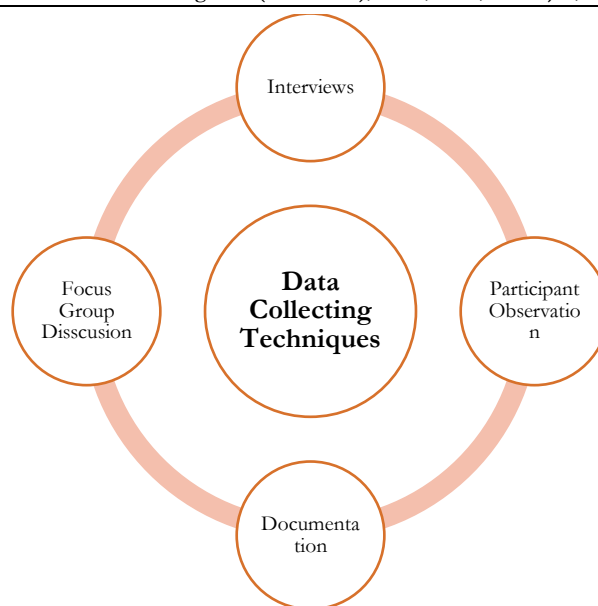 Interviews
Focus
Group
Disscusion
Data
Collecting
Techniques
Participant
Observatio
n
Documenta
tion